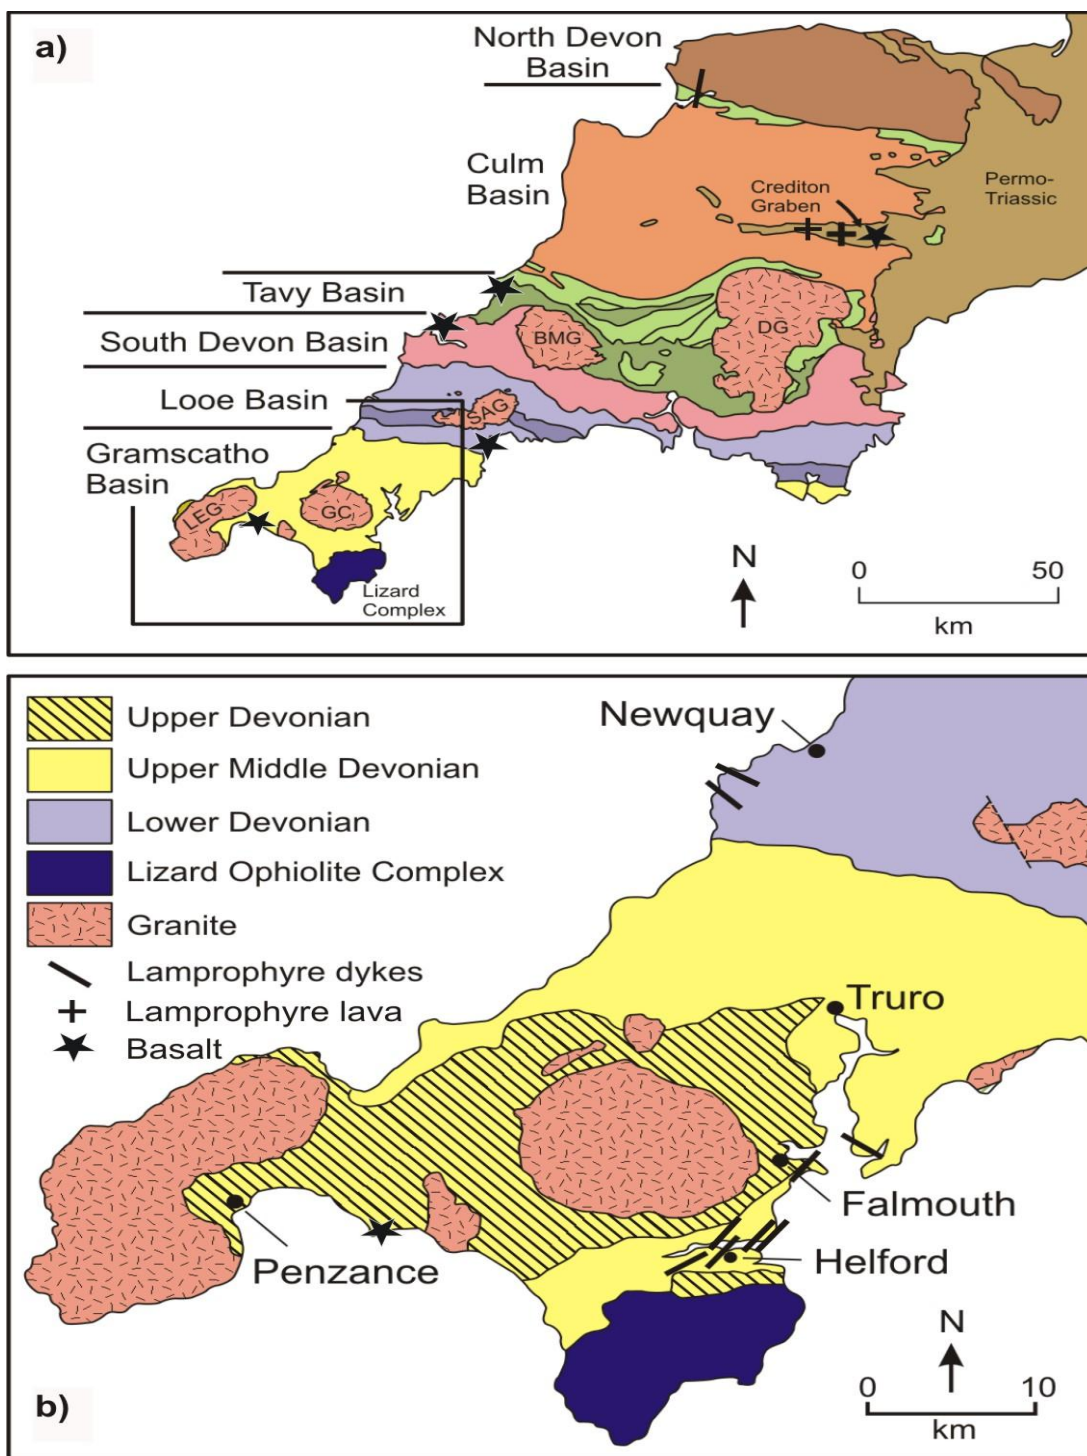 a)
North Devon
Basin
Culm
Basin
Crediton
Graben
Permo-
Triassic
Tavy Basin
South Devon Basin
BMG
DG
Looe Basin
SAG
Gramscatho
Basin
LEG
GC
Lizard
Complex
N
0 50
km
Upper Devonian
Upper Middle Devonian
Lower Devonian
Lizard Ophiolite Complex
Granite
Lamprophyre dykes
Lamprophyre lava
Basalt
Newquay
Truro
Falmouth
Helford
Penzance
N
0 10
km
b)